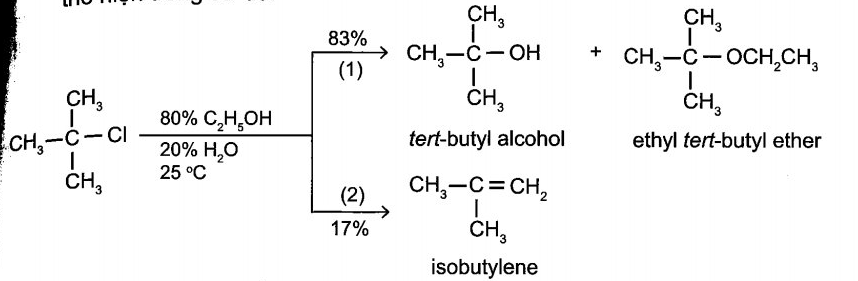 CH₃
83%
CH₃–C–OH + CH₃–C–OCH₂CH₃
(1)
CH₃
CH₃
CH₃
80% C₂H₅OH
tert-butyl alcohol
ethyl tert-butyl ether
CH₃–C–Cl
20% H₂O
25 ºC
CH₃
(2)
CH₃–C=CH₂
17%
CH₃
isobutylene